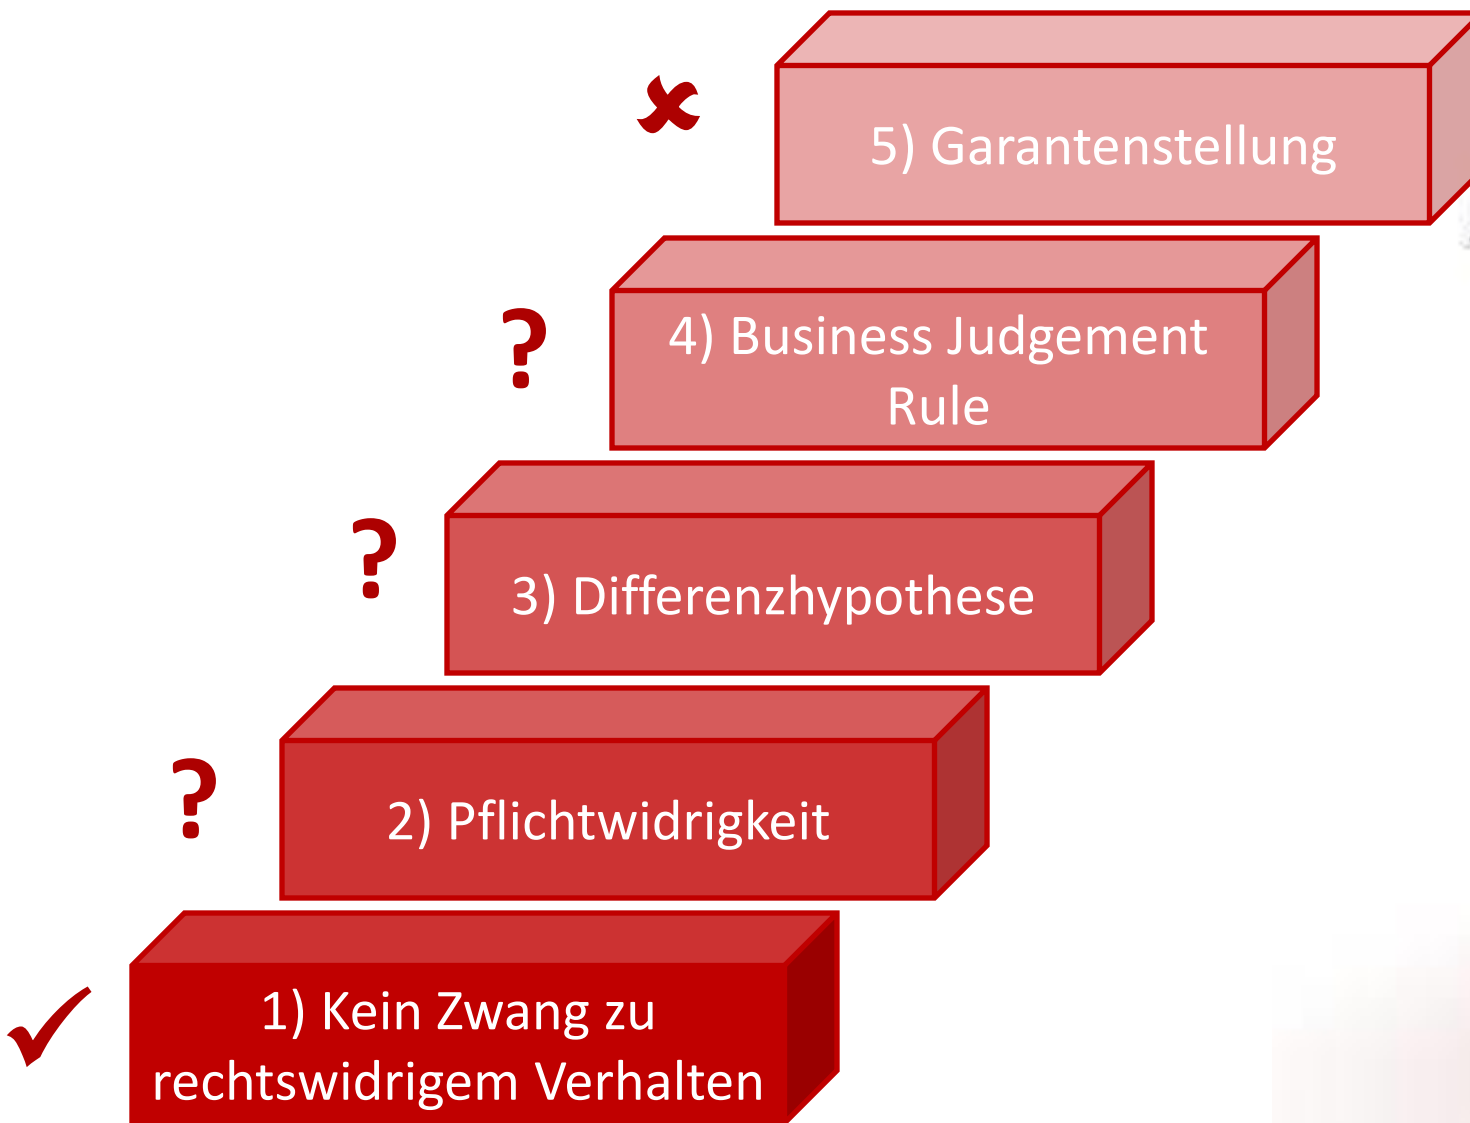 5) Garantenstellung
4) Business Judgement
Rule
3) Differenzhypothese
2) Pflichtwidrigkeit
1) Kein Zwang zu
rechtswidrigem Verhalten
?
?
?